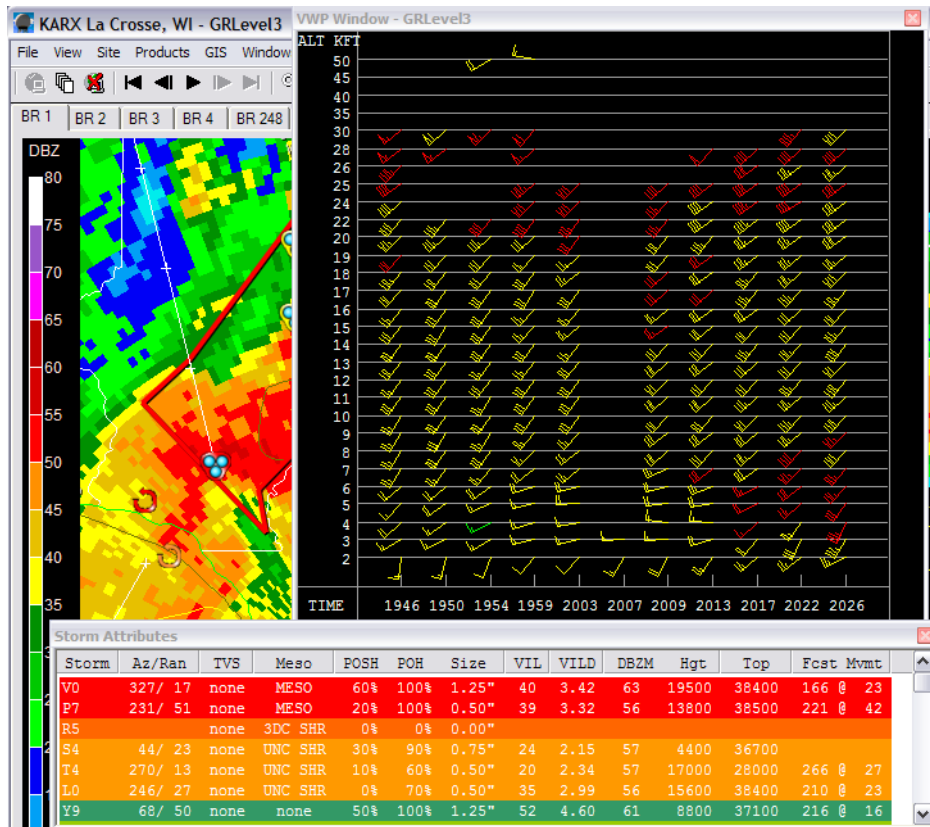 KARX La Crosse, WI - GRLevel3
File View Site Products GIS Window
BR 1 BR 2 BR 3 BR 4 BR 248
DBZ
80
75
70
65
60
55
50
45
40
35
VWP Window - GRLevel3
ALT KFT
50
45
40
35
30
28
26
25
24
22
20
19
18
17
16
15
14
13
12
11
10
9
8
7
6
5
4
3
2
TIME 1946 1950 1954 1959 2003 2007 2009 2013 2017 2022 2026
Storm Attributes
Storm Az/Ran TVS Meso POSH POH Size VIL VILD DBZM Hgt Top Fcst Mvmt
V0 327/ 17 none MESO 60% 100% 1.25" 40 3.42 63 19500 38400 166 @ 23
P7 231/ 51 none MESO 20% 100% 0.50" 39 3.32 56 13800 38500 221 @ 42
R5 none 3DC SHR 0% 0% 0.00"
S4 44/ 23 none UNC SHR 30% 90% 0.75" 24 2.15 57 4400 36700
T4 270/ 13 none UNC SHR 10% 60% 0.50" 20 2.34 57 17000 28000 266 @ 27
L0 246/ 27 none UNC SHR 0% 70% 0.50" 35 2.99 56 15600 38400 210 @ 23
Y9 68/ 50 none none 50% 100% 1.25" 52 4.60 61 8800 37100 216 @ 16